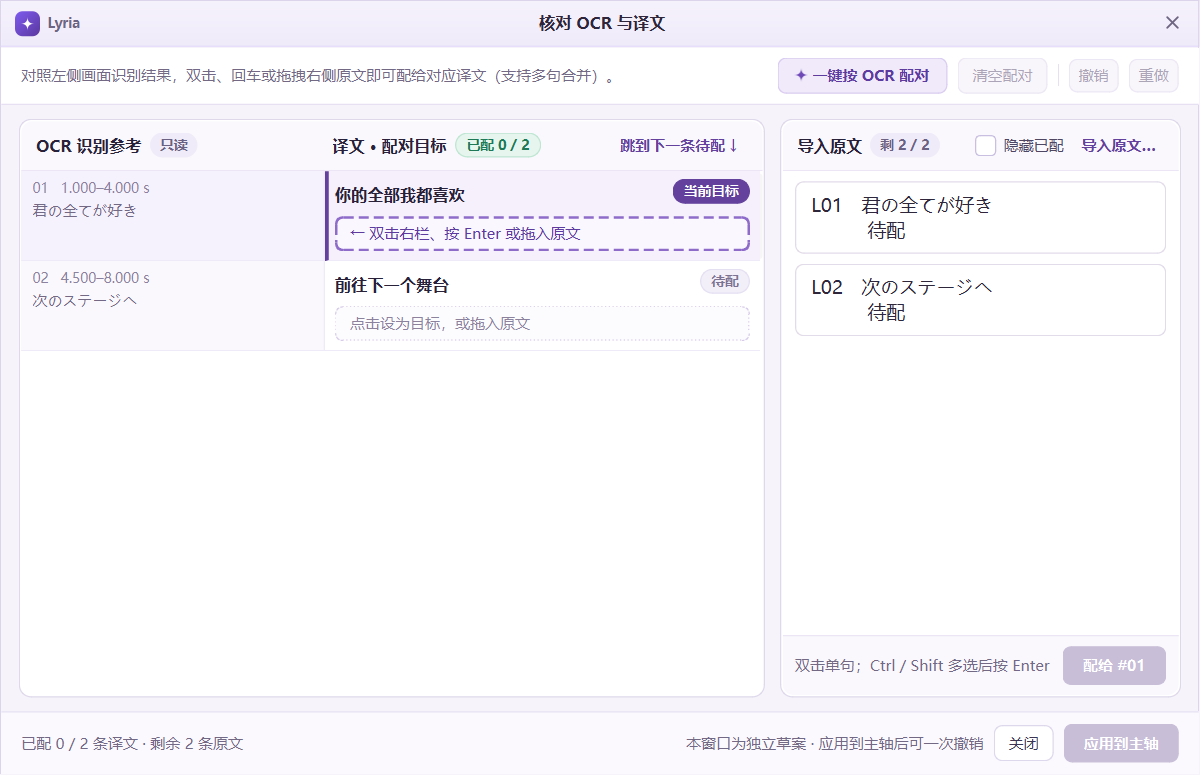 Lyria
核对 OCR 与译文
对照左侧画面识别结果，双击、回车或拖拽右侧原文即可配给对应译文（支持多句合并）。
一键按 OCR 配对
清空配对
撤销
重做
OCR 识别参考 只读
译文 • 配对目标 已配 0 / 2 跳到下一条待配 ↓
01 1.000–4.000 s
君の全てが好き
你的全部我都喜欢 当前目标
← 双击右栏、按 Enter 或拖入原文
02 4.500–8.000 s
次のステージへ
前往下一个舞台 待配
点击设为目标，或拖入原文
导入原文 剩 2 / 2 隐藏已配 导入原文...
L01 君の全てが好き
待配
L02 次のステージへ
待配
双击单句；Ctrl / Shift 多选后按 Enter 配给 #01
已配 0 / 2 条译文 · 剩余 2 条原文
本窗口为独立草案 · 应用到主轴后可一次撤销 关闭 应用到主轴